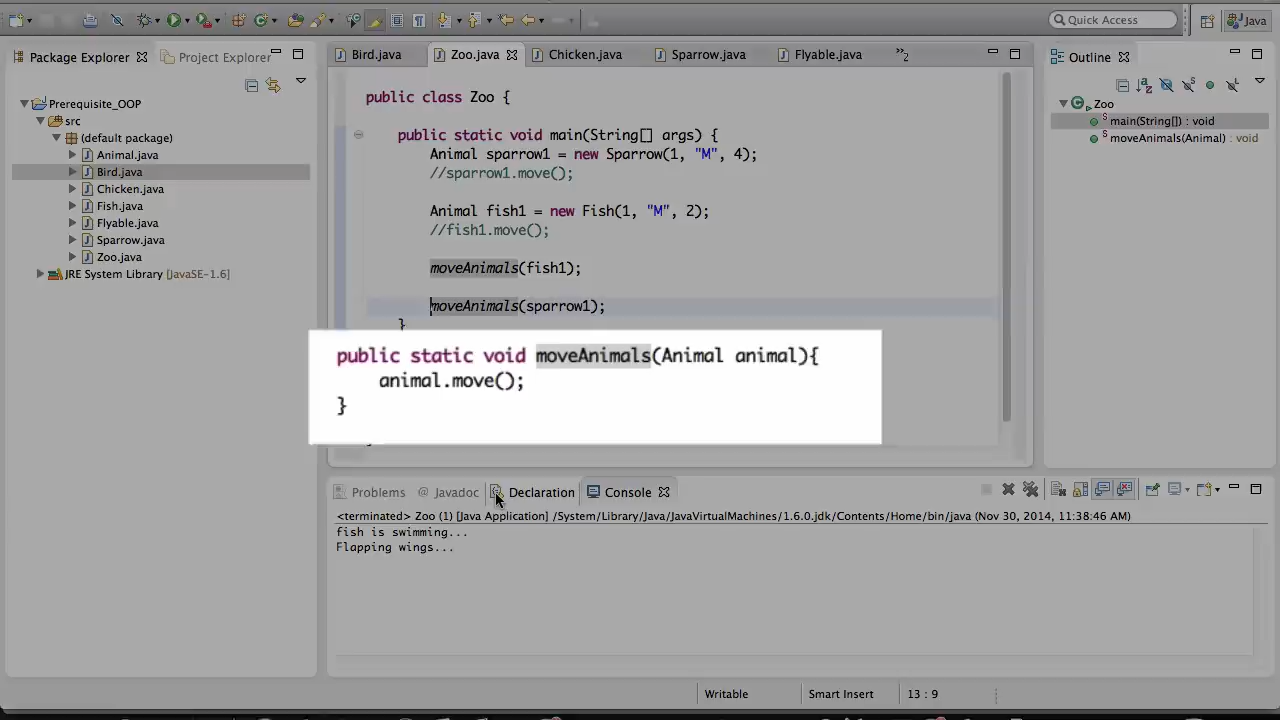 Quick Access
Java
Package Explorer
Project Explorer
Prerequisite_OOP
src
(default package)
Animal.java
Bird.java
Chicken.java
Fish.java
Flyable.java
Sparrow.java
Zoo.java
JRE System Library [JavaSE-1.6]
Bird.java
Zoo.java
Chicken.java
Sparrow.java
Flyable.java
»2
public class Zoo {
public static void main(String[] args) {
Animal sparrow1 = new Sparrow(1, "M", 4);
//sparrow1.move();
Animal fish1 = new Fish(1, "M", 2);
//fish1.move();
moveAnimals(fish1);
moveAnimals(sparrow1);
}
public static void moveAnimals(Animal animal){
animal.move();
}
Outline
Zoo
main(String[]) : void
moveAnimals(Animal) : void
Problems
@ Javadoc
Declaration
Console
<terminated> Zoo (1) [Java Application] /System/Library/Java/JavaVirtualMachines/1.6.0.jdk/Contents/Home/bin/java (Nov 30, 2014, 11:38:46 AM)
fish is swimming...
Flapping wings...
Writable
Smart Insert
13 : 9